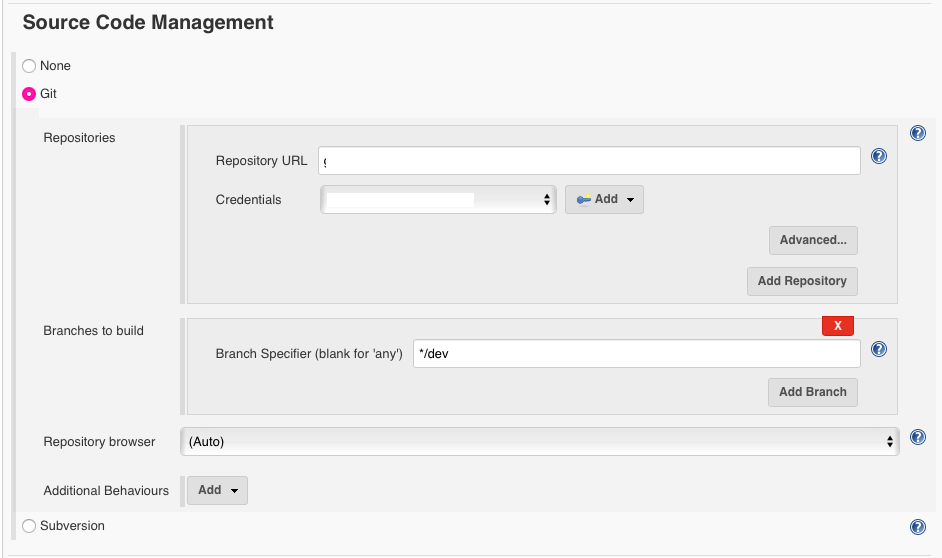 Source Code Management
None
Git
Repositories
Repository URL
Credentials
Add
Advanced...
Add Repository
Branches to build
X
Branch Specifier (blank for 'any') */dev
Add Branch
Repository browser (Auto)
Additional Behaviours Add
Subversion